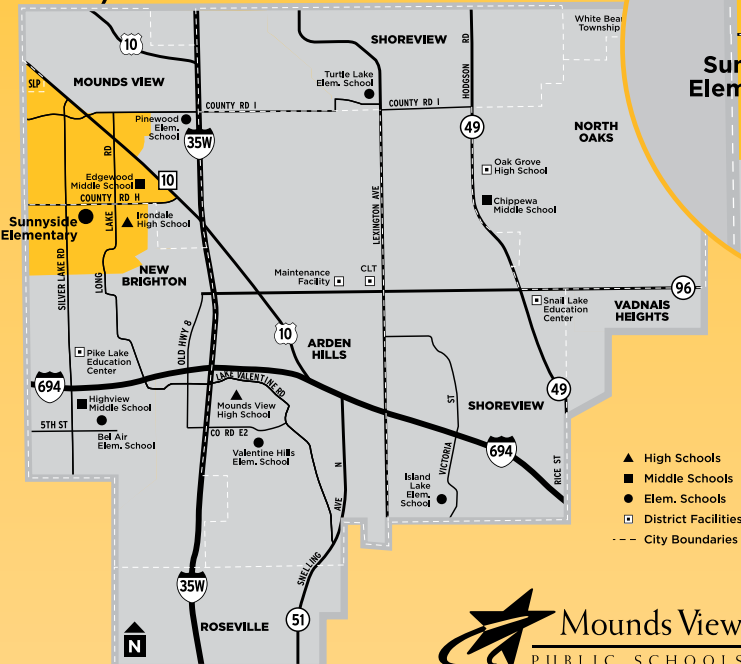 White Bear
Township
SHOREVIEW
HODGSON RD
10
MOUNDS VIEW
SLP
Turtle Lake
Elem. School
COUNTY RD I
COUNTY RD I
Pinewood
Elem.
School
35W
49
NORTH
OAKS
RD
Edgewood
Middle School
10
COUNTY RD H
Oak Grove
High School
Chippewa
Middle School
Sunnyside
Elementary
LAKE
Irondale
High School
LEXINGTON AVE
SILVER LAKE RD
LONG
NEW
BRIGHTON
Maintenance
Facility
CLT
96
Snail Lake
Education
Center
VADNAIS
HEIGHTS
OLD HWY 8
10
ARDEN
HILLS
Pike Lake
Education
Center
694
LAKE VALENTINE RD
49
Highview
Middle School
Mounds View
High School
ST
SHOREVIEW
5TH ST
Bel Air
Elem. School
CO RD E2
Valentine Hills
Elem. School
VICTORIA
694
RICE ST
N
AVE
Island
Lake
Elem.
School
High Schools
Middle Schools
Elem. Schools
District Facilities
City Boundaries
SNELLING
35W
51
ROSEVILLE
N
Mounds View
PUBLIC SCHOOLS